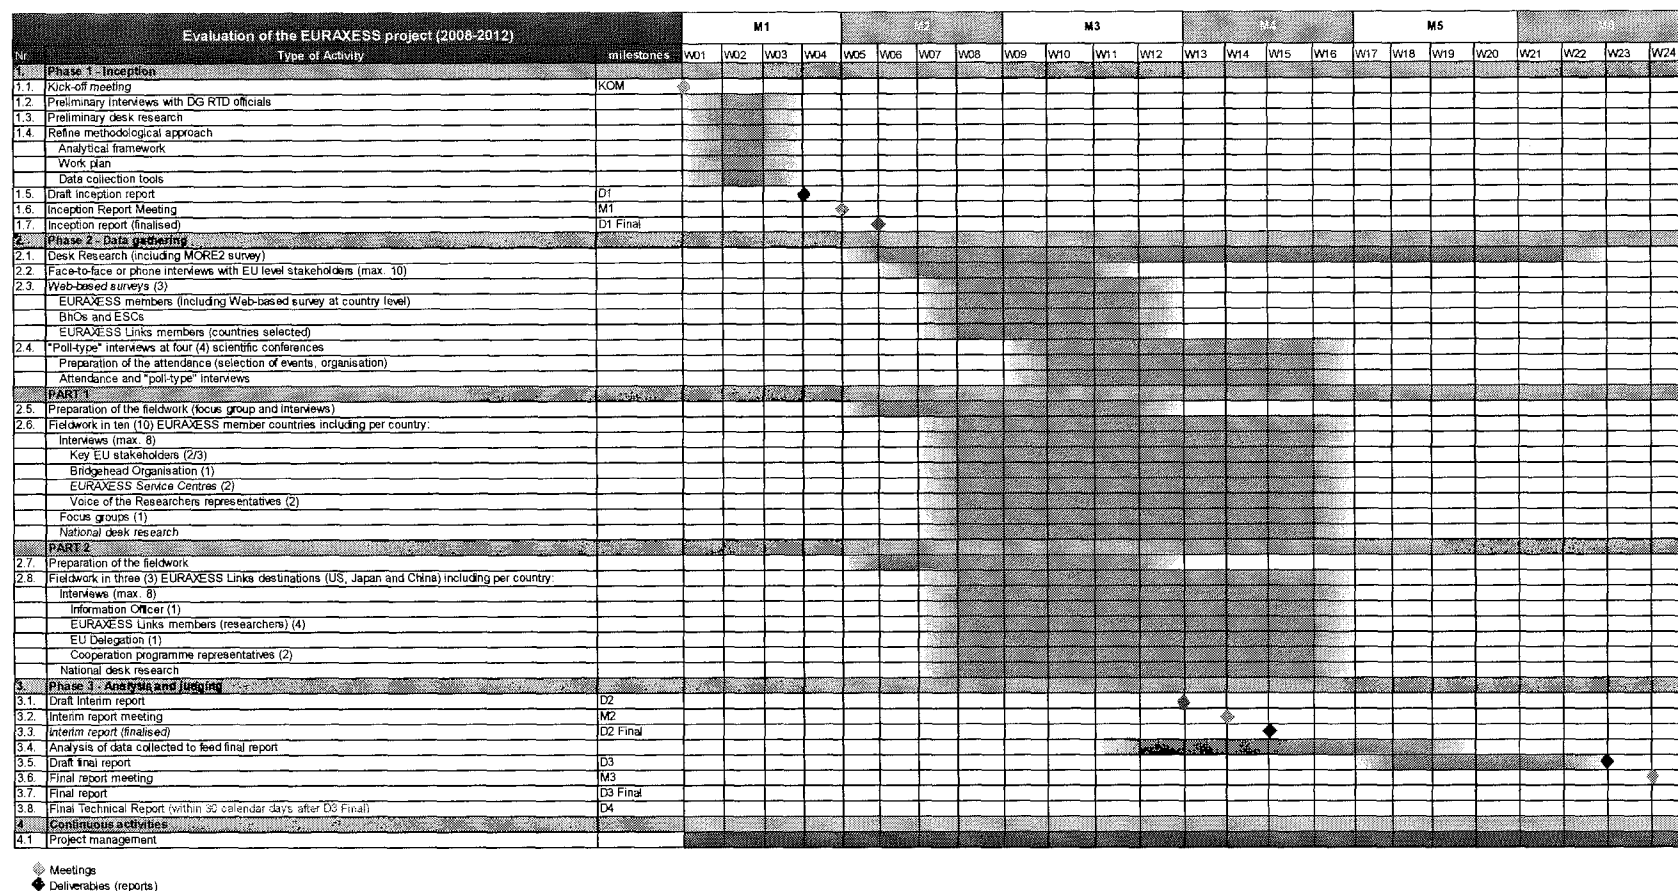 M1 M2 M3 M4 M5 M6
Evaluation of the EURAXESS project (2008-2012)
Nr Type of Activity milestones W01 W02 W03 W04 W05 W06 W07 W08 W09 W10 W11 W12 W13 W14 W15 W16 W17 W18 W19 W20 W21 W22 W23 W24
1. Phase 1 - Inception
1.1. Kick-off meeting KOM
1.2. Preliminary interviews with DG RTD officials
1.3. Preliminary desk research
1.4. Refine methodological approach
Analytical framework
Work plan
Data collection tools
1.5. Draft Inception report D1
1.6. Inception Report Meeting M1
1.7. Inception report (finalised) D1 Final
2. Phase 2 - Data gathering
2.1. Desk Research (including MORE2 survey)
2.2. Face-to-face or phone interviews with EU level stakeholders (max. 10)
2.3. Web-based surveys (3)
EURAXESS members (including Web-based survey at country level)
BhOs and ESCs
EURAXESS Links members (countries selected)
2.4. "Poll-type" interviews at four (4) scientific conferences
Preparation of the attendance (selection of events, organisation)
Attendance and "poll-type" interviews
PART 1
2.5. Preparation of the fieldwork (focus group and interviews)
2.6. Fieldwork in ten (10) EURAXESS member countries including per country:
Interviews (max. 8)
Key EU stakeholders (2/3)
Bridgehead Organisation (1)
EURAXESS Service Centres (2)
Voice of the Researchers representatives (2)
Focus groups (1)
National desk research
PART 2
2.7. Preparation of the fieldwork
2.8. Fieldwork in three (3) EURAXESS Links destinations (US, Japan and China) including per country:
Interviews (max. 8)
Information Officer (1)
EURAXESS Links members (researchers) (4)
EU Delegation (1)
Cooperation programme representatives (2)
National desk research
3. Phase 3 - Analysis and judging
3.1. Draft Interim report D2
3.2. Interim report meeting M2
3.3. Interim report (finalised) D2 Final
3.4. Analysis of data collected to feed final report
3.5. Draft final report D3
3.6. Final report meeting M3
3.7. Final report D3 Final
3.8. Final Technical Report (within 30 calendar days after D3 Final) D4
4 Continuous activities
4.1 Project management
Meetings
Deliverables (reports)